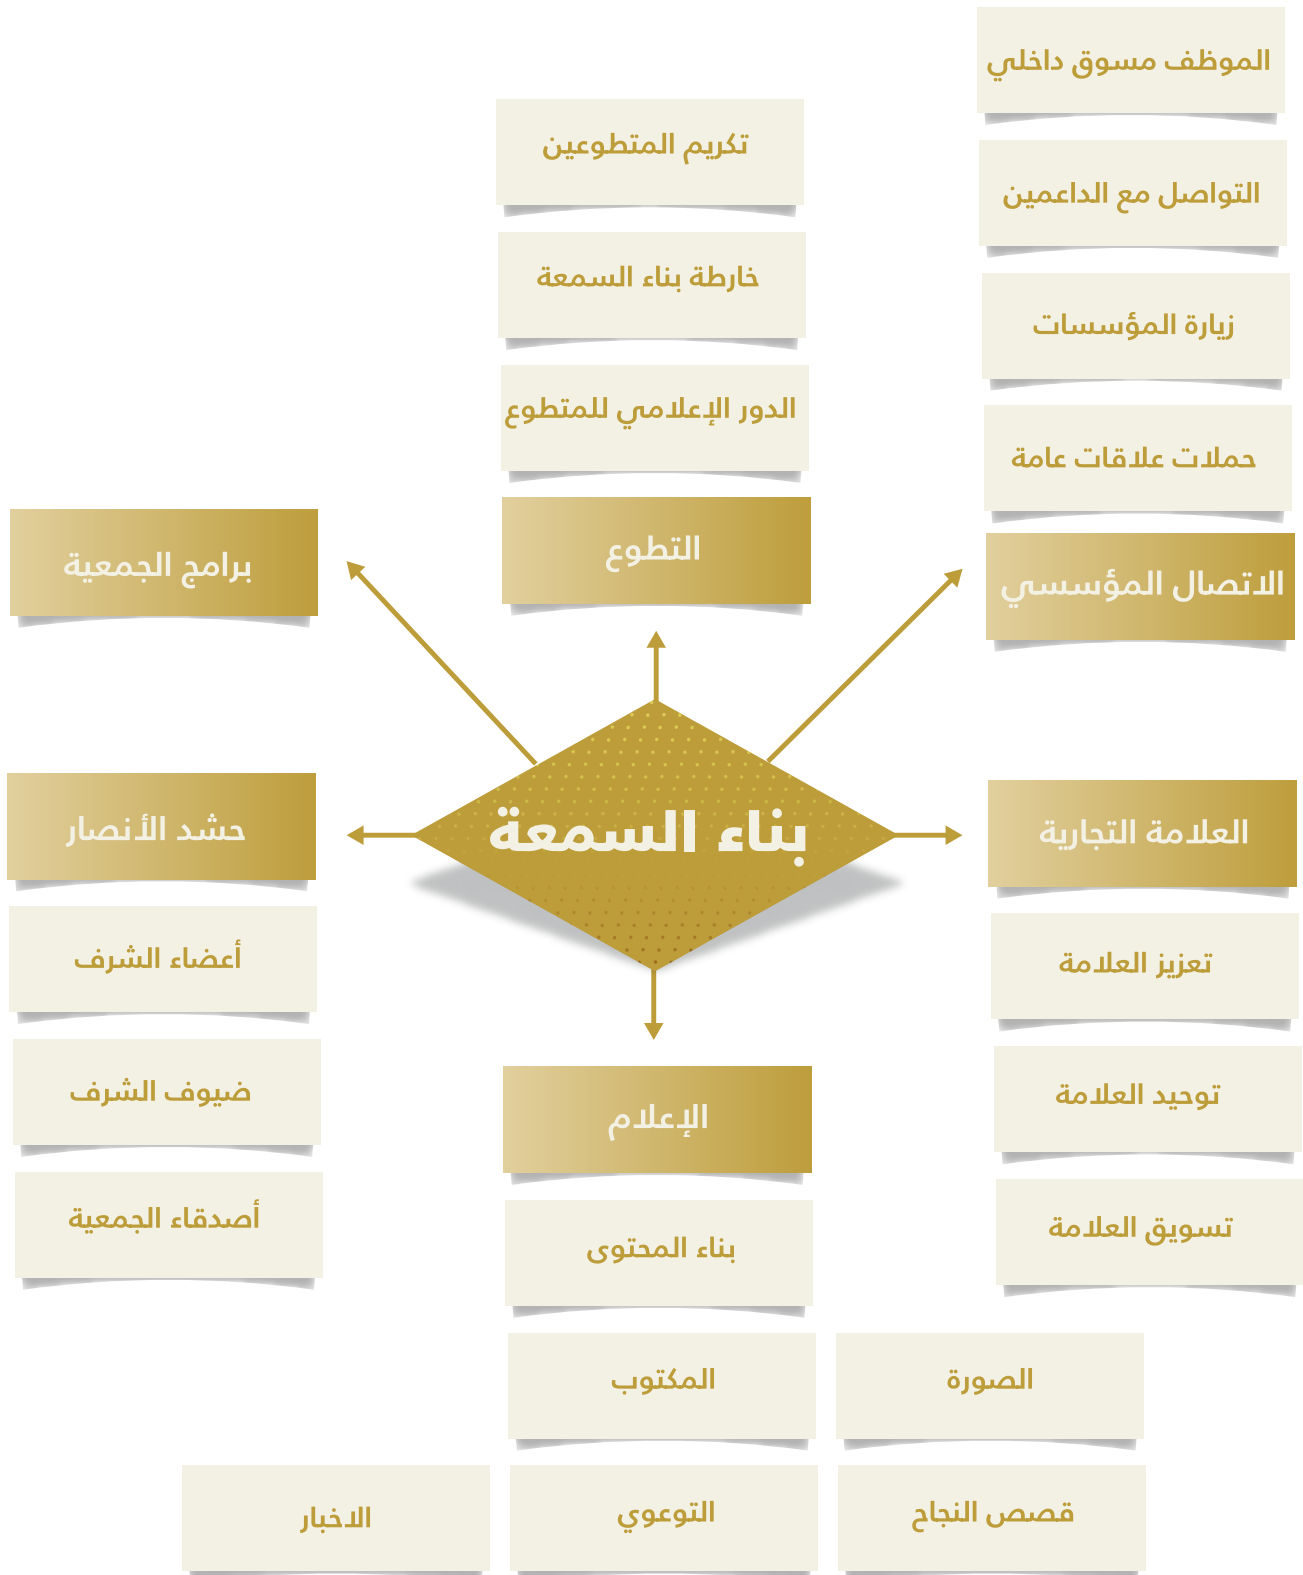 الموظف مسوق داخلي
التواصل مع الداعمين
زيارة المؤسسات
حملات علاقات عامة
الاتصال المؤسسي
تكريم المتطوعين
خارطة بناء السمعة
الدور الإعلامي للمتطوع
التطوع
برامج الجمعية
بناء السمعة
العلامة التجارية
تعزيز العلامة
توحيد العلامة
تسويق العلامة
حشد الأنصار
أعضاء الشرف
ضيوف الشرف
أصدقاء الجمعية
الإعلام
بناء المحتوى
الصورة
المكتوب
قصص النجاح
التوعوي
الاخبار